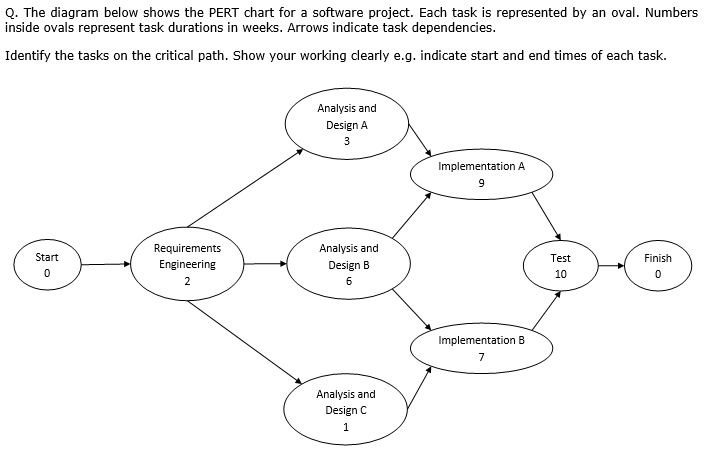 Q. The diagram below shows the PERT chart for a software project. Each task is represented by an oval. Numbers
inside ovals represent task durations in weeks. Arrows indicate task dependencies.
Identify the tasks on the critical path. Show your working clearly e.g. indicate start and end times of each task.
Analysis and
Design A
3
Implementation A
9
Start
0
Requirements
Engineering
2
Analysis and
Design B
6
Test
10
Finish
0
Implementation B
7
Analysis and
Design C
1